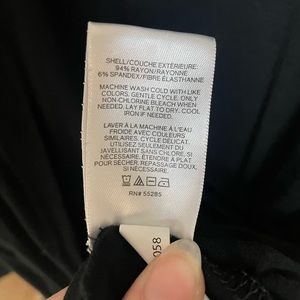 SHELL/COUCHE EXTÉRIEURE
94% RAYON/RAYONNE
6% SPANDEX/FIBRE ÉLASTHANNE
MACHINE WASH COLD WITH LIKE
COLORS. GENTLE CYCLE. ONLY
NON-CHLORINE BLEACH WHEN
NEEDED. LAY FLAT TO DRY. COOL
IRON IF NEEDED.
LAVER À LA MACHINE À L'EAU
FROIDE AVEC COULEURS
SIMILAIRES. CYCLE DÉLICAT.
SEULEMENT DU
JAVELLISANT SANS CHLORE, SI
NÉCESSAIRE. ÉTENDRE À PLAT
POUR SÉCHER. REPASSAGE DOUX,
SI NÉCESSAIRE.
RN# 55285
058